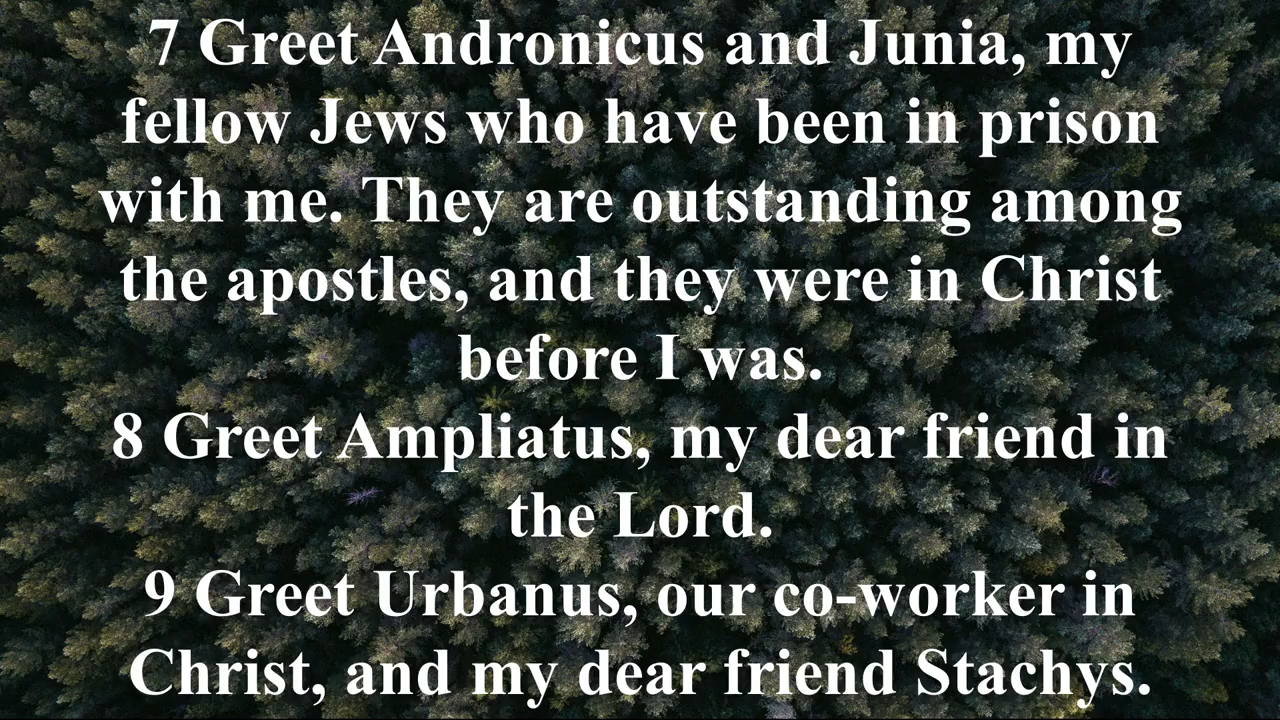 7 Greet Andronicus and Junia, my
fellow Jews who have been in prison
with me. They are outstanding among
the apostles, and they were in Christ
before I was.
8 Greet Ampliatus, my dear friend in
the Lord.
9 Greet Urbanus, our co-worker in
Christ, and my dear friend Stachys.